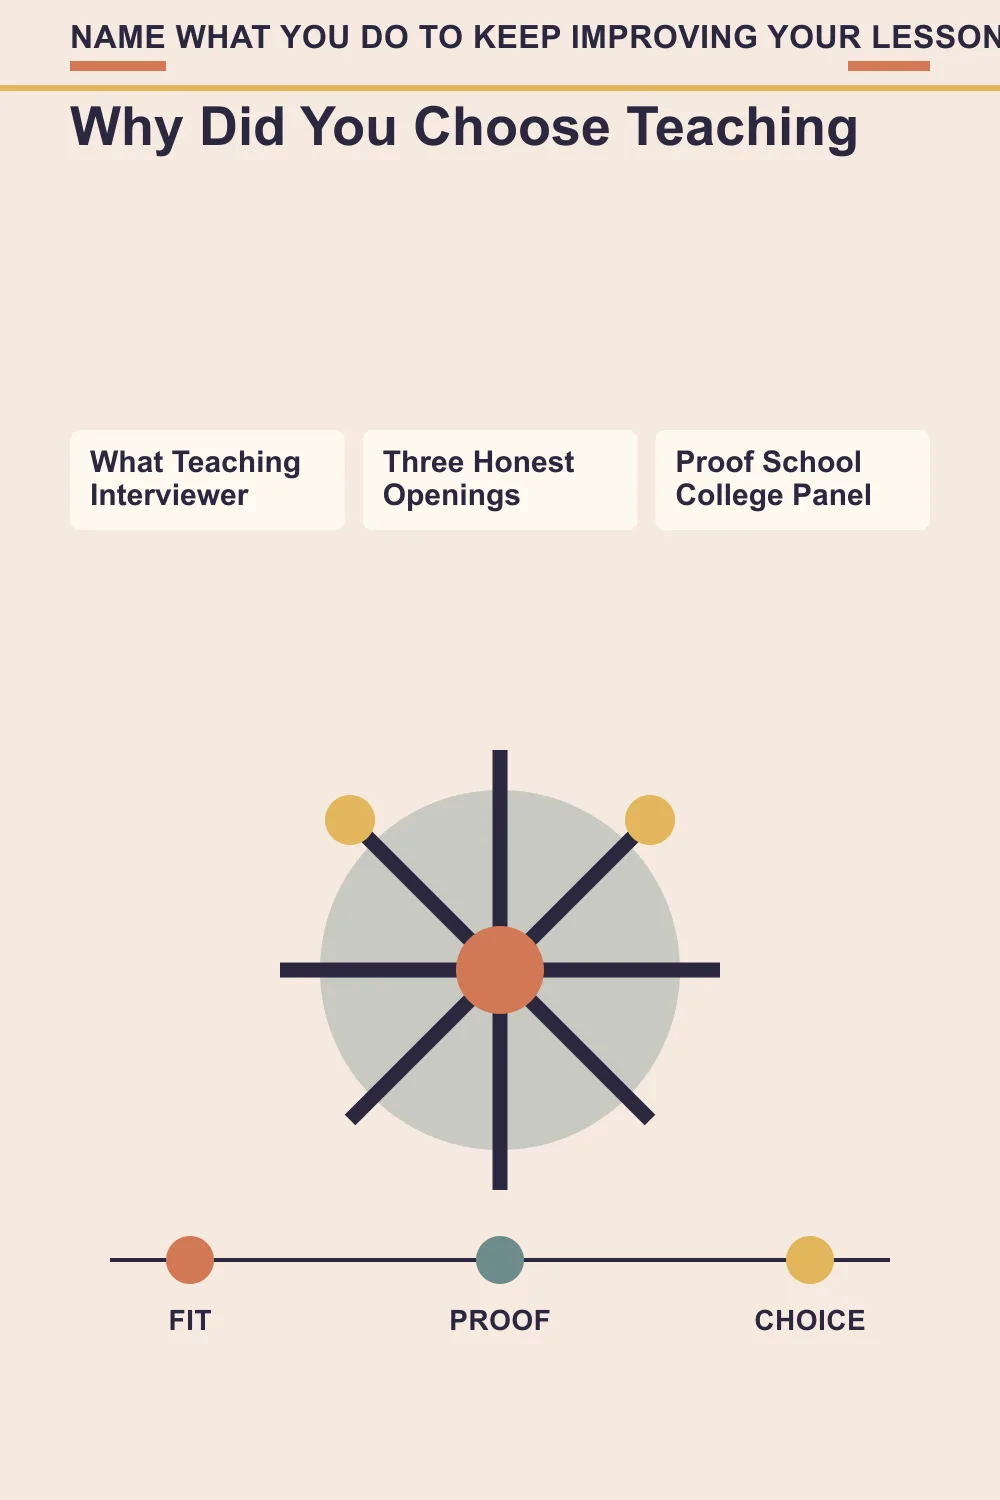 NAME WHAT YOU DO TO KEEP IMPROVING YOUR LESSON
Why Did You Choose Teaching
What Teaching
Interviewer
Three Honest
Openings
Proof School
College Panel
FIT
PROOF
CHOICE